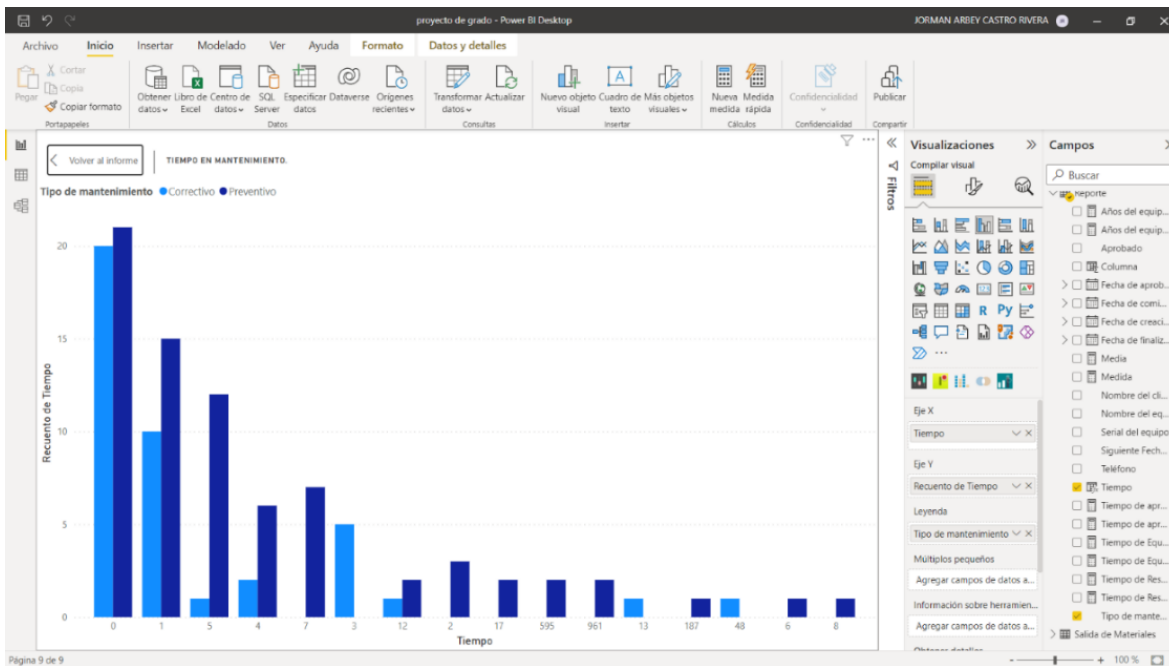 proyecto de grado - Power BI Desktop
JORMAN ARBEY CASTRO RIVERA
Archivo Inicio Insertar Modelado Ver Ayuda Formato Datos y detalles
Pegar
Cortar
Copia
Copiar formato
Portapapeles
Obtener datos
Libro de Excel
Centro de datos
SQL Server
Especificar datos
Dataverse
Orígenes recientes
Datos
Transformar datos
Actualizar
Consultas
Nuevo objeto visual
Cuadro de texto
Más objetos visuales
Insertar
Nueva medida
Medida rápida
Cálculos
Confidencialidad
Confidencialidad
Publicar
Compartir
Volver al informe
TIEMPO EN MANTENIMIENTO.
Tipo de mantenimiento Correctivo Preventivo
Recuento de Tiempo
20
15
10
5
0
0 1 5 4 7 3 12 2 17 595 961 13 187 48 6 8
Tiempo
Filtros
Visualizaciones
Compilar visual
R Py
...
Eje X
Tiempo
Eje Y
Recuento de Tiempo
Leyenda
Tipo de mantenimiento
Múltiplos pequeños
Agregar campos de datos a...
Información sobre herramien...
Agregar campos de datos a...
Campos
Buscar
Reporte
Años del equip...
Años del equip...
Aprobado
Columna
Fecha de aprob...
Fecha de comi...
Fecha de creaci...
Fecha de finaliz...
Media
Medida
Nombre del cli...
Nombre del eq...
Serial del equipo
Siguiente Fech...
Teléfono
Tiempo
Tiempo de apr...
Tiempo de apr...
Tiempo de Equ...
Tiempo de Equ...
Tiempo de Res...
Tiempo de Res...
Tipo de mante...
Salida de Materiales
Página 9 de 9
100 %